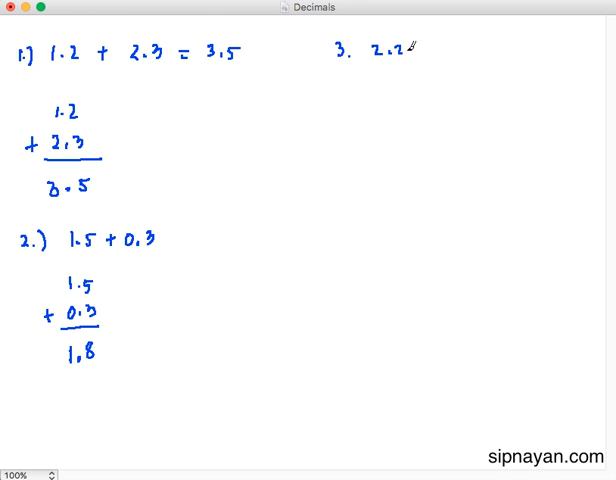 Decimals
1.) 1.2 + 2.3 = 3.5
1.2
+ 2.3
3.5
2.) 1.5 + 0.3
1.5
+ 0.3
1.8
3. 2.2
sipnayan.com
100%